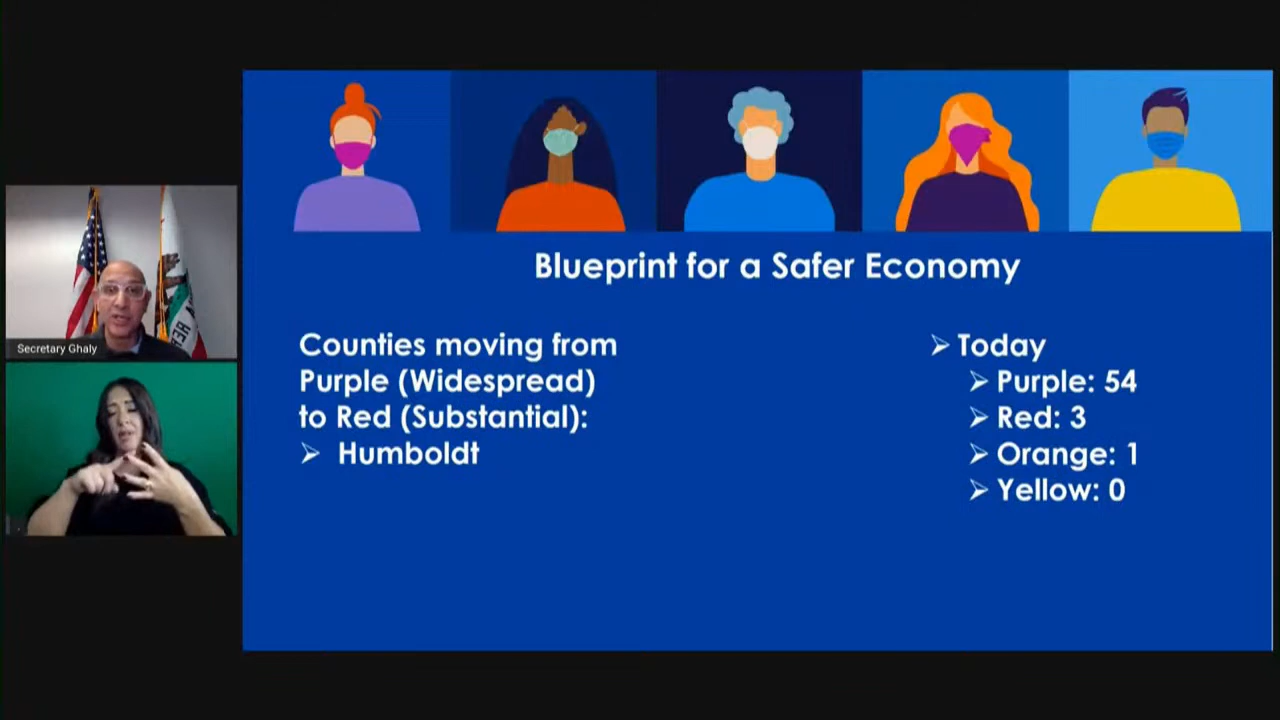 Blueprint for a Safer Economy
Counties moving from
Purple (Widespread)
to Red (Substantial):
➢ Humboldt
➢ Today
➢ Purple: 54
➢ Red: 3
➢ Orange: 1
➢ Yellow: 0
Secretary Ghaly